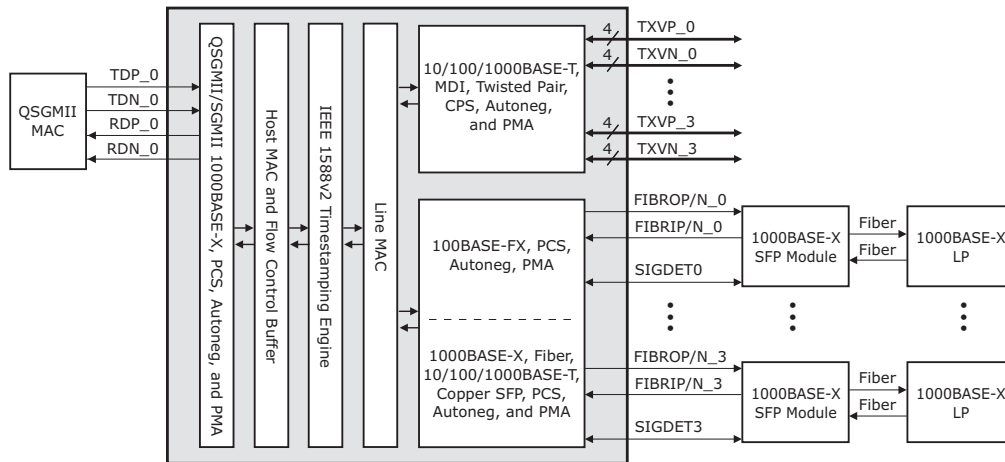 QSGMII
MAC
TDP_0
TDN_0
RDP_0
RDN_0
QSGMII/SGMII 1000BASE-X, PCS, Autoneg, and PMA
Host MAC and Flow Control Buffer
IEEE 1588v2 Timestamping Engine
Line MAC
10/100/1000BASE-T,
MDI, Twisted Pair,
CPS, Autoneg,
and PMA
4 TXVP_0
4 TXVN_0
4 TXVP_3
4 TXVN_3
100BASE-FX, PCS,
Autoneg, PMA
1000BASE-X, Fiber,
10/100/1000BASE-T,
Copper SFP, PCS,
Autoneg, and PMA
FIBROP/N_0
FIBRIP/N_0
SIGDET0
1000BASE-X
SFP Module
Fiber
Fiber
1000BASE-X
LP
FIBROP/N_3
FIBRIP/N_3
SIGDET3
1000BASE-X
SFP Module
Fiber
Fiber
1000BASE-X
LP